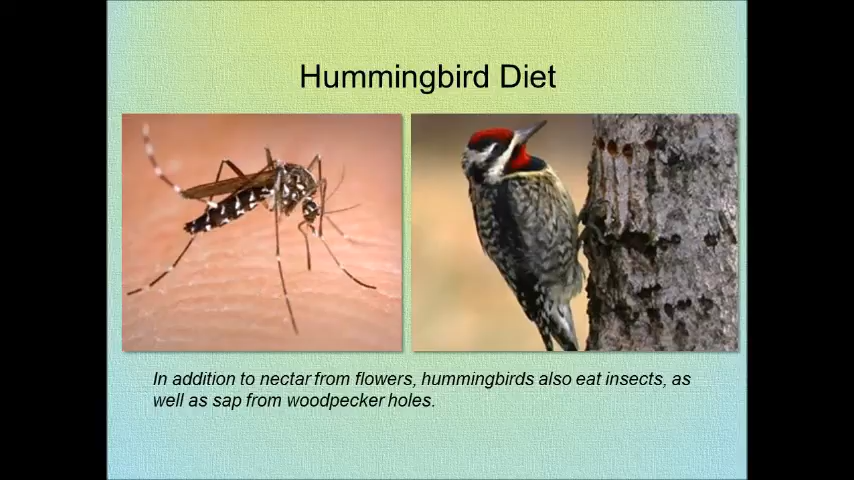 Hummingbird Diet
In addition to nectar from flowers, hummingbirds also eat insects, as
well as sap from woodpecker holes.